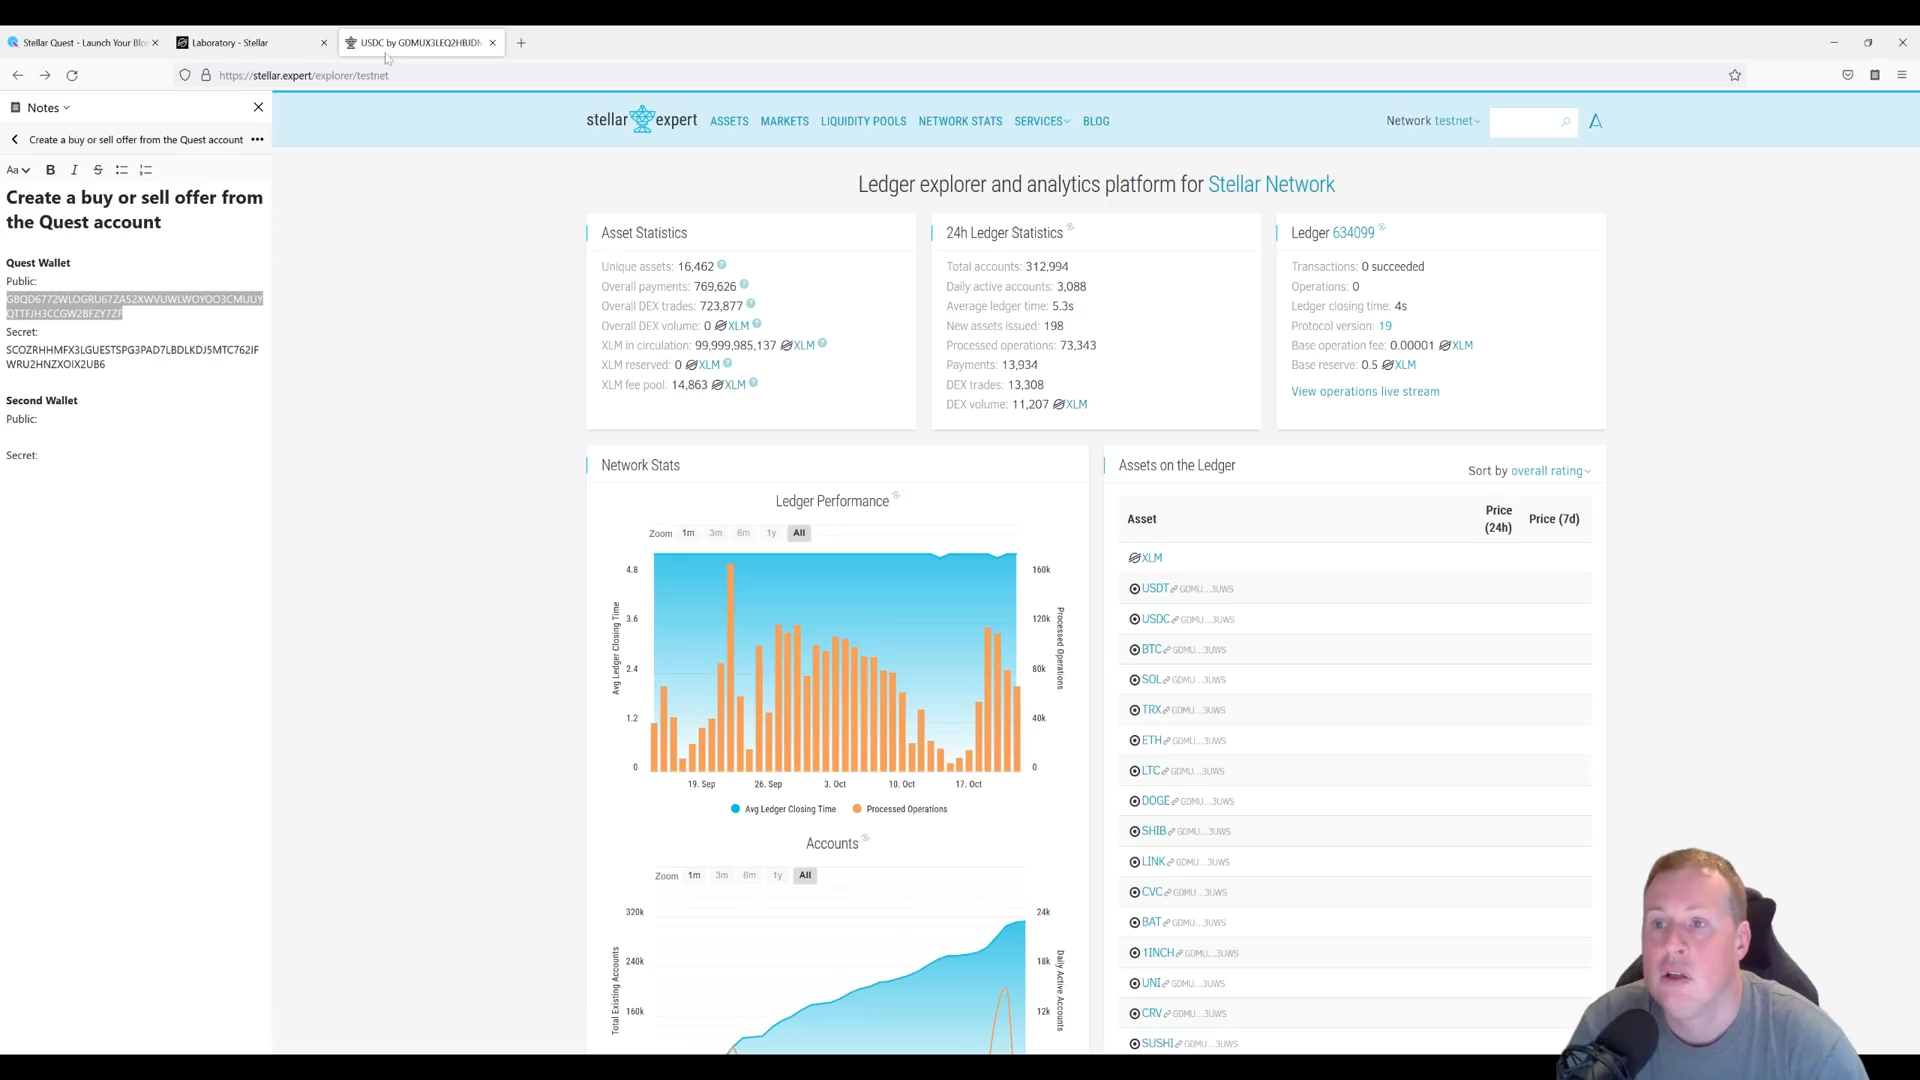 Stellar Quest - Launch Your Blo
Laboratory - Stellar
USDC by GDMUX3LEQ2HBJDM
https://stellar.expert/explorer/testnet
Notes
Create a buy or sell offer from the Quest account
Aa B I S
Create a buy or sell offer from
the Quest account
Quest Wallet
Public:
GBQD6772WLOGRU67ZA52XWVUWLWOYOO3CMUUY
QTTFJH3CCGW2BFZY7ZF
Secret:
SCOZRHHMFX3LGUESTSPG3PAD7LBDLKDJ5MTC762IF
WRU2HNZXOIX2UB6
Second Wallet
Public:
Secret:
stellar expert ASSETS MARKETS LIQUIDITY POOLS NETWORK STATS SERVICES BLOG
Network testnet
Ledger explorer and analytics platform for Stellar Network
Asset Statistics
Unique assets: 16,462
Overall payments: 769,626
Overall DEX trades: 723,877
Overall DEX volume: 0 XLM
XLM in circulation: 99,999,985,137 XLM
XLM reserved: 0 XLM
XLM fee pool: 14,863 XLM
24h Ledger Statistics
Total accounts: 312,994
Daily active accounts: 3,088
Average ledger time: 5.3s
New assets issued: 198
Processed operations: 73,343
Payments: 13,934
DEX trades: 13,308
DEX volume: 11,207 XLM
Ledger 634099
Transactions: 0 succeeded
Operations: 0
Ledger closing time: 4s
Protocol version: 19
Base operation fee: 0.00001 XLM
Base reserve: 0.5 XLM
View operations live stream
Network Stats
Ledger Performance
Zoom 1m 3m 6m 1y All
4.8
3.6
2.4
1.2
0
Avg Ledger Closing Time
160k
120k
80k
40k
0
Processed Operations
19. Sep 26. Sep 3. Oct 10. Oct 17. Oct
Avg Ledger Closing Time Processed Operations
Accounts
Zoom 1m 3m 6m 1y All
320k
240k
160k
Total Existing Accounts
24k
18k
12k
Daily Active Accounts
Assets on the Ledger
Sort by overall rating
Asset Price (24h) Price (7d)
XLM
USDT GDMU...3UWS
USDC GDMU...3UWS
BTC GDMU...3UWS
SOL GDMU...3UWS
TRX GDMU...3UWS
ETH GDMU...3UWS
LTC GDMU...3UWS
DOGE GDMU...3UWS
SHIB GDMU...3UWS
LINK GDMU...3UWS
CVC GDMU...3UWS
BAT GDMU...3UWS
1INCH GDMU...3UWS
UNI GDMU...3UWS
CRV GDMU...3UWS
SUSHI GDMU...3UWS